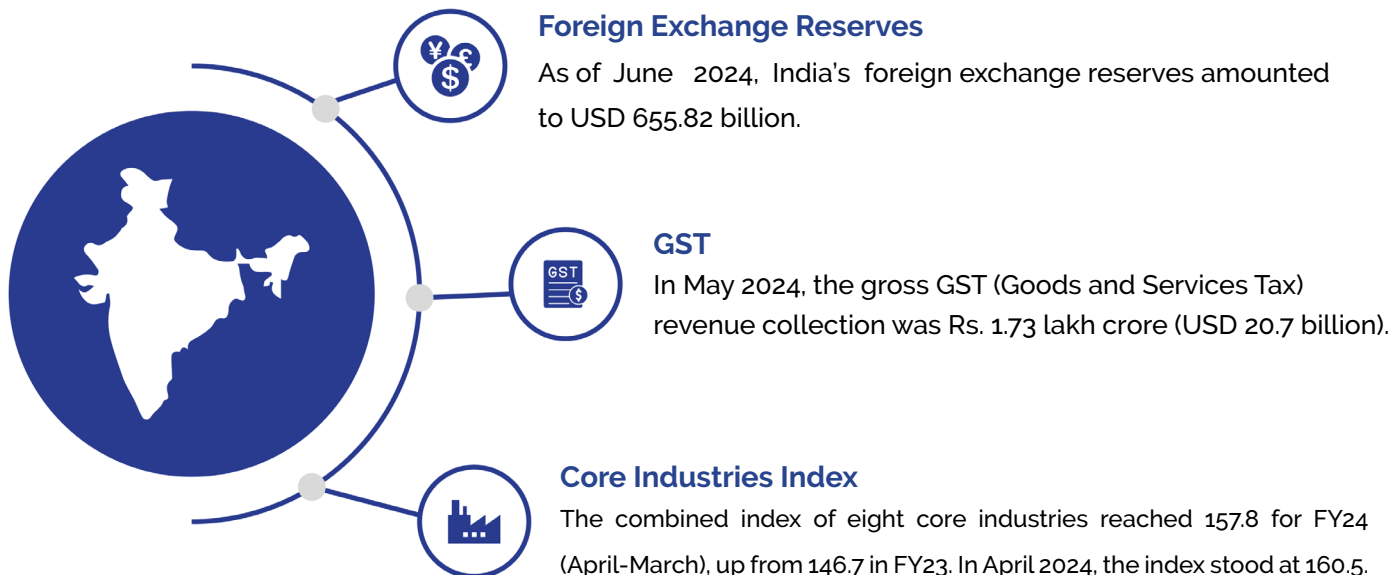 ¥ £
$
Foreign Exchange Reserves
As of June 2024, India's foreign exchange reserves amounted
to USD 655.82 billion.
GST
$
GST
In May 2024, the gross GST (Goods and Services Tax)
revenue collection was Rs. 1.73 lakh crore (USD 20.7 billion).
Core Industries Index
The combined index of eight core industries reached 157.8 for FY24
(April-March), up from 146.7 in FY23. In April 2024, the index stood at 160.5.